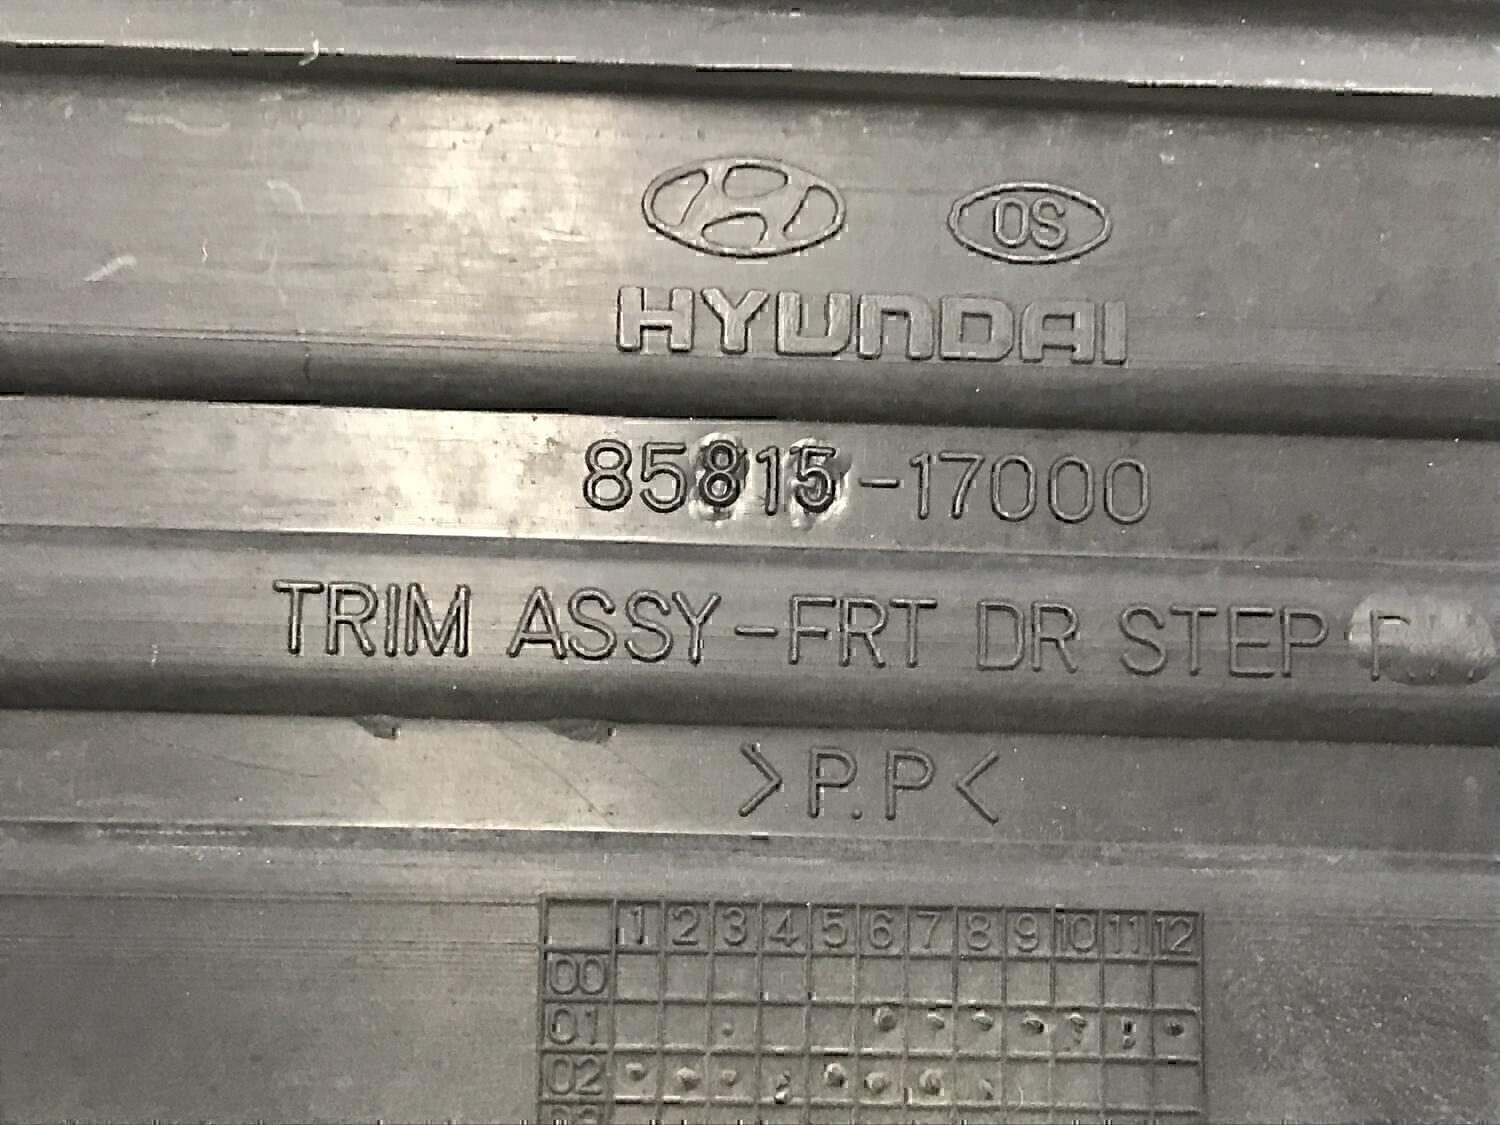 OS
HYUNDAI
85815-17000
TRIM ASSY-FRT DR STEP
>P.P<
1 2 3 4 5 6 7 8 9 10 11 12
00
01
02